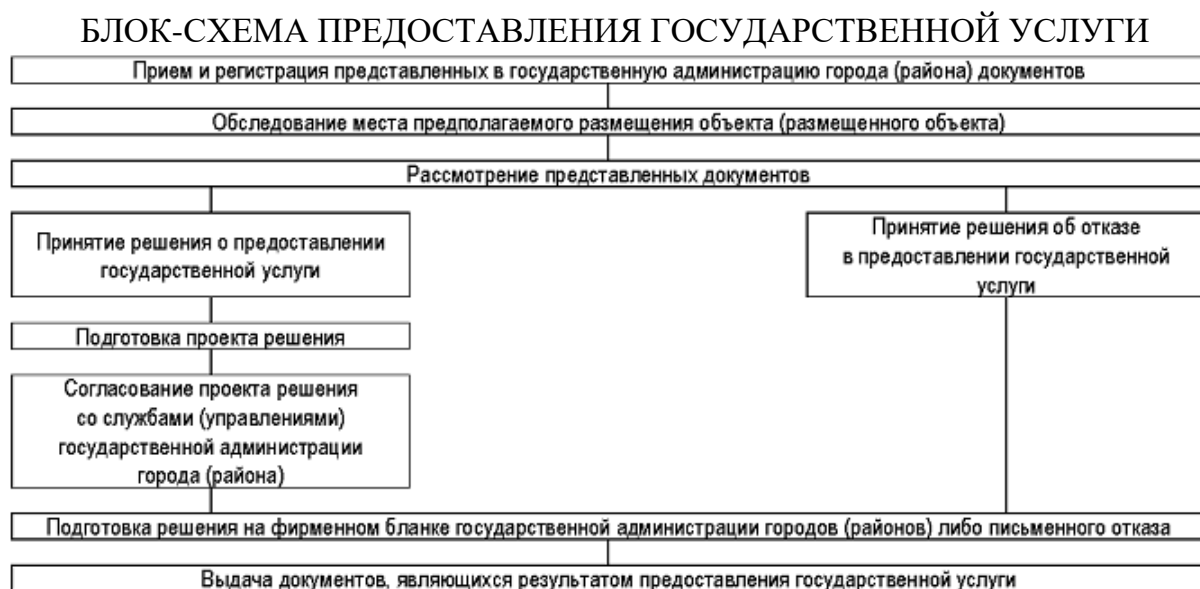 БЛОК-СХЕМА ПРЕДОСТАВЛЕНИЯ ГОСУДАРСТВЕННОЙ УСЛУГИ
Прием и регистрация представленных в государственную администрацию города (района) документов
Обследование места предполагаемого размещения объекта (размещенного объекта)
Рассмотрение представленных документов
Принятие решения о предоставлении
государственной услуги
Принятие решения об отказе
в предоставлении государственной
услуги
Подготовка проекта решения
Согласование проекта решения
со службами (управлениями)
государственной администрации
города (района)
Подготовка решения на фирменном бланке государственной администрации городов (районов) либо письменного отказа
Выдача документов, являющихся результатом предоставления государственной услуги